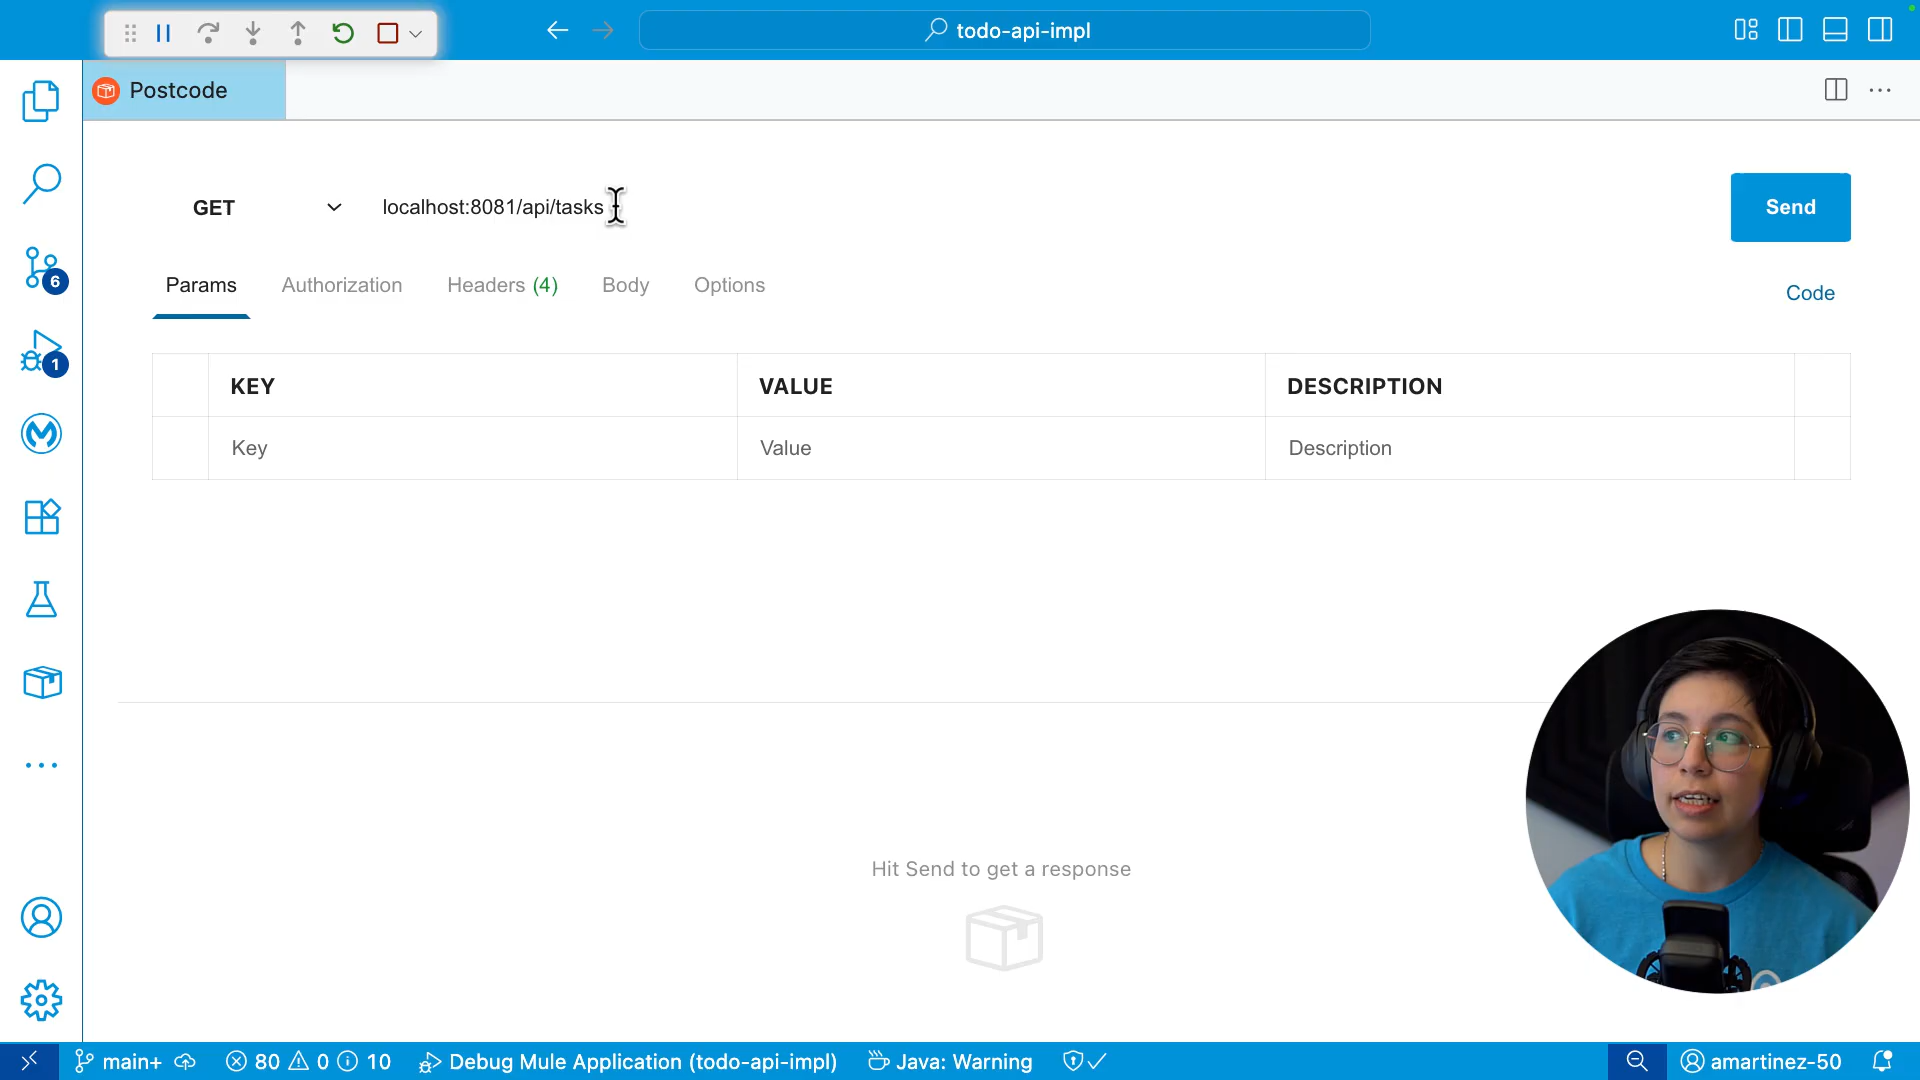 todo-api-impl
Postcode
GET
localhost:8081/api/tasks
Send
Params
Authorization
Headers (4)
Body
Options
Code
KEY
VALUE
DESCRIPTION
Key
Value
Description
6
1
Hit Send to get a response
main+
80
0
10
Debug Mule Application (todo-api-impl)
Java: Warning
amartinez-50